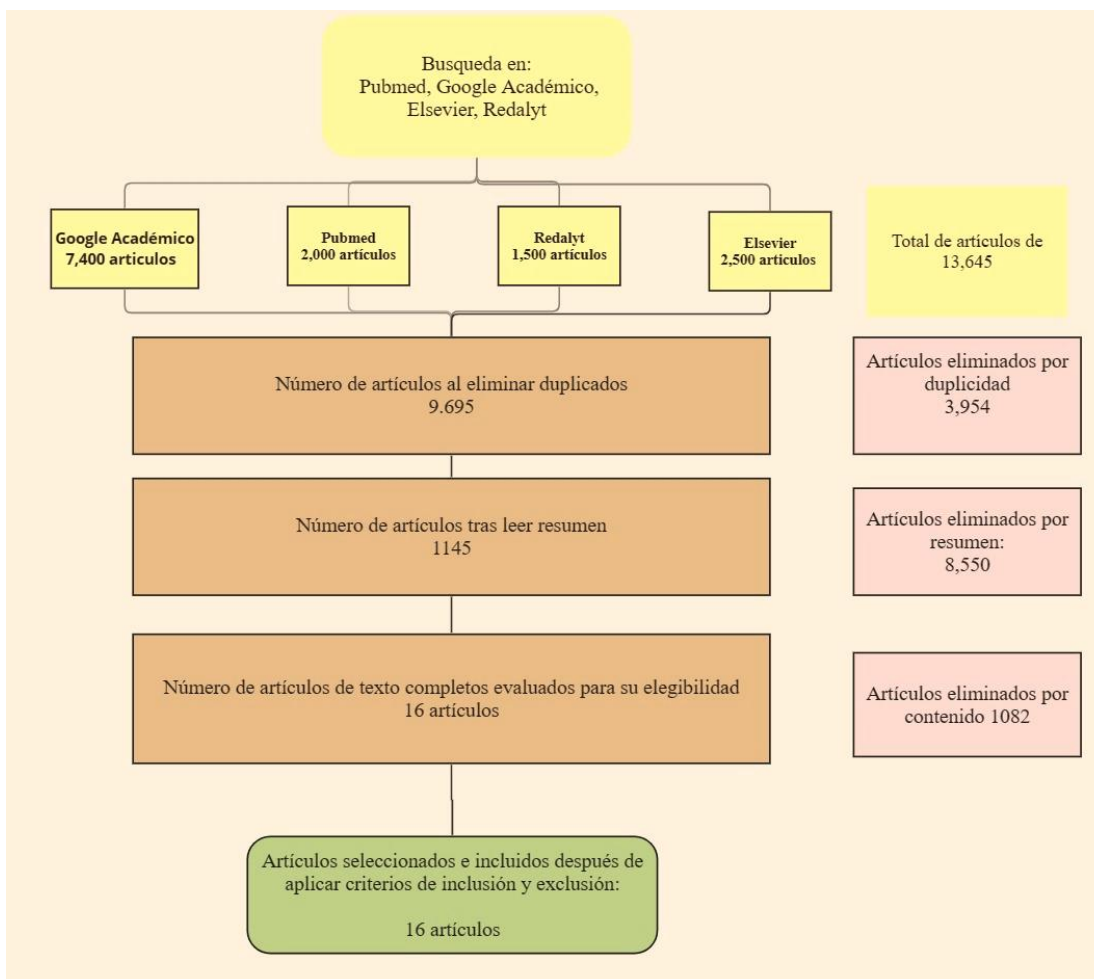 Busqueda en:
Pubmed, Google Académico,
Elsevier, Redalyt
Google Académico
7,400 articulos
Pubmed
2,000 artículos
Redalyt
1,500 artículos
Elsevier
2,500 articulos
Total de artículos de
13,645
Número de artículos al eliminar duplicados
9.695
Artículos eliminados por
duplicidad
3,954
Número de artículos tras leer resumen
1145
Artículos eliminados por
resumen:
8,550
Número de artículos de texto completos evaluados para su elegibilidad
16 artículos
Artículos eliminados por
contenido 1082
Artículos seleccionados e incluidos después de
aplicar criterios de inclusión y exclusión:
16 artículos